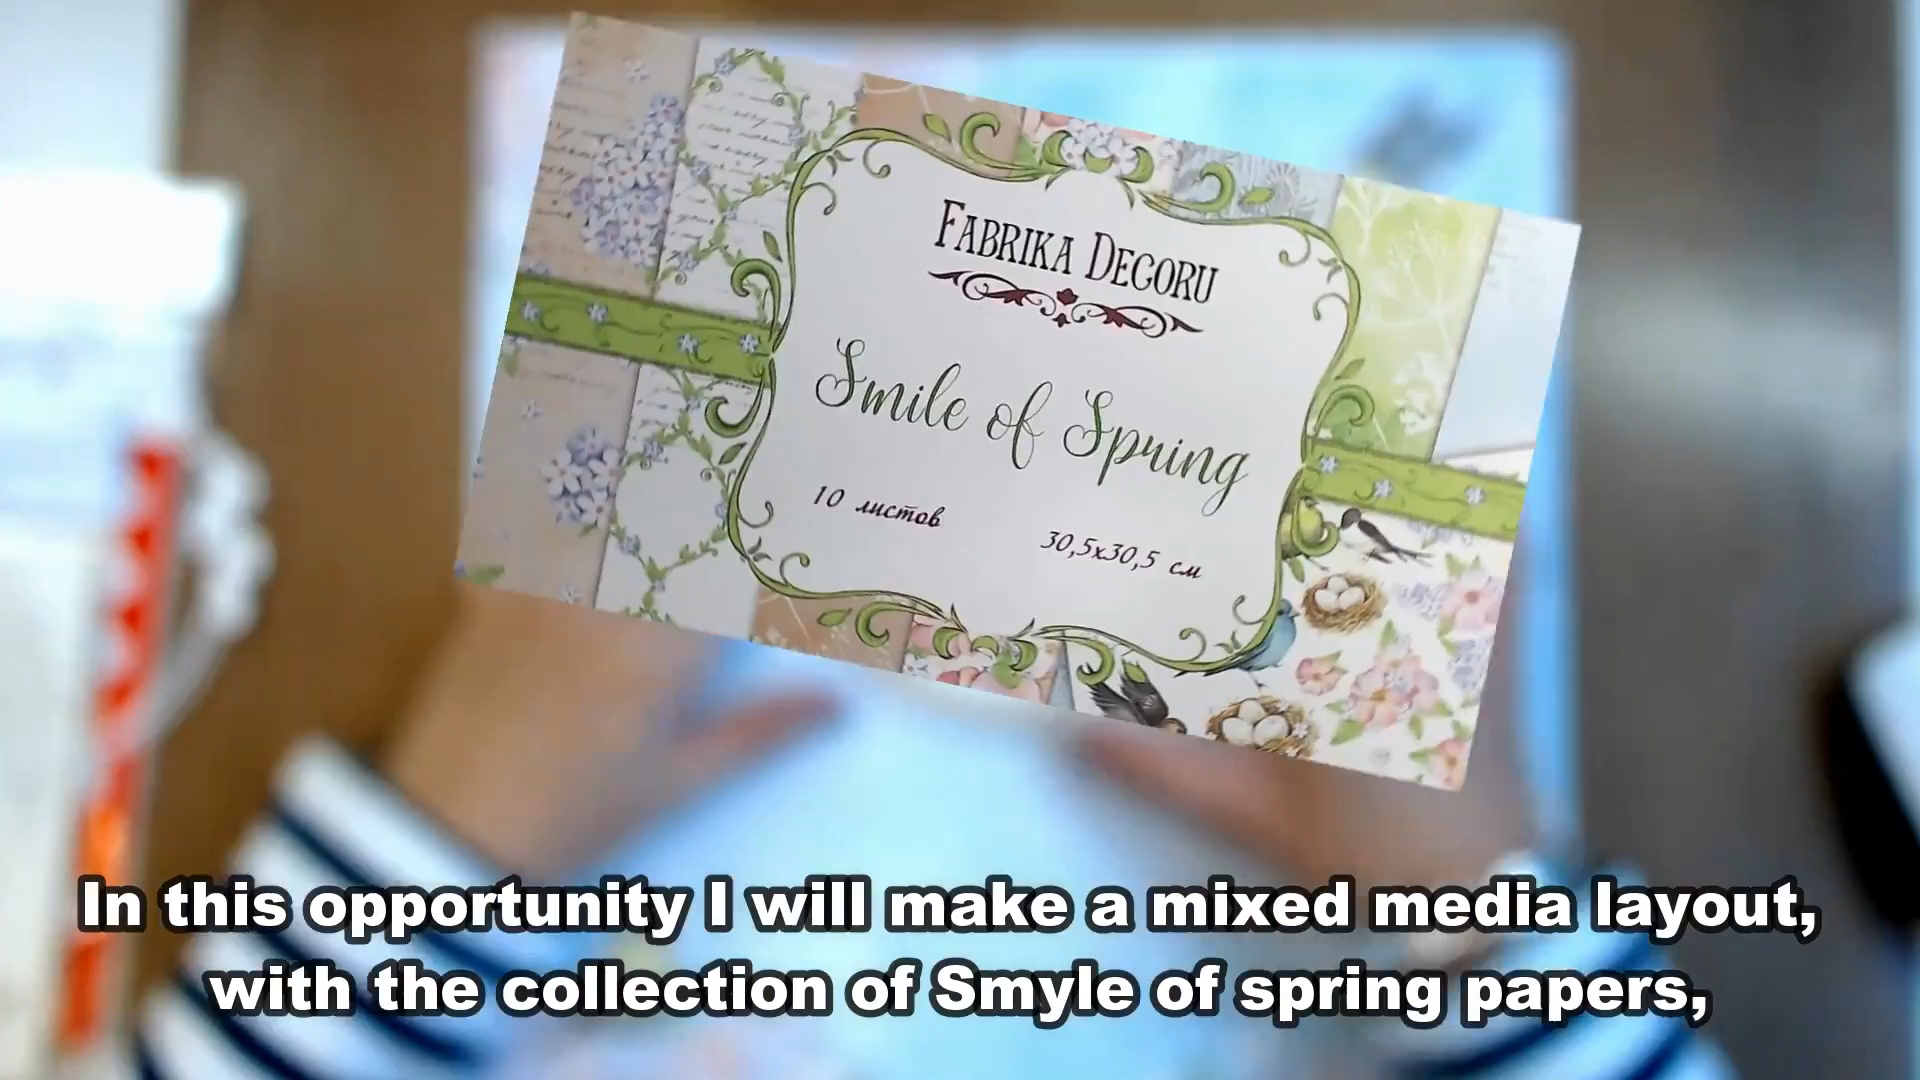 FABRIKA DECORU
Smile of Spring
10 листов
30,5х30,5 см
In this opportunity I will make a mixed media layout,
with the collection of Smyle of spring papers,